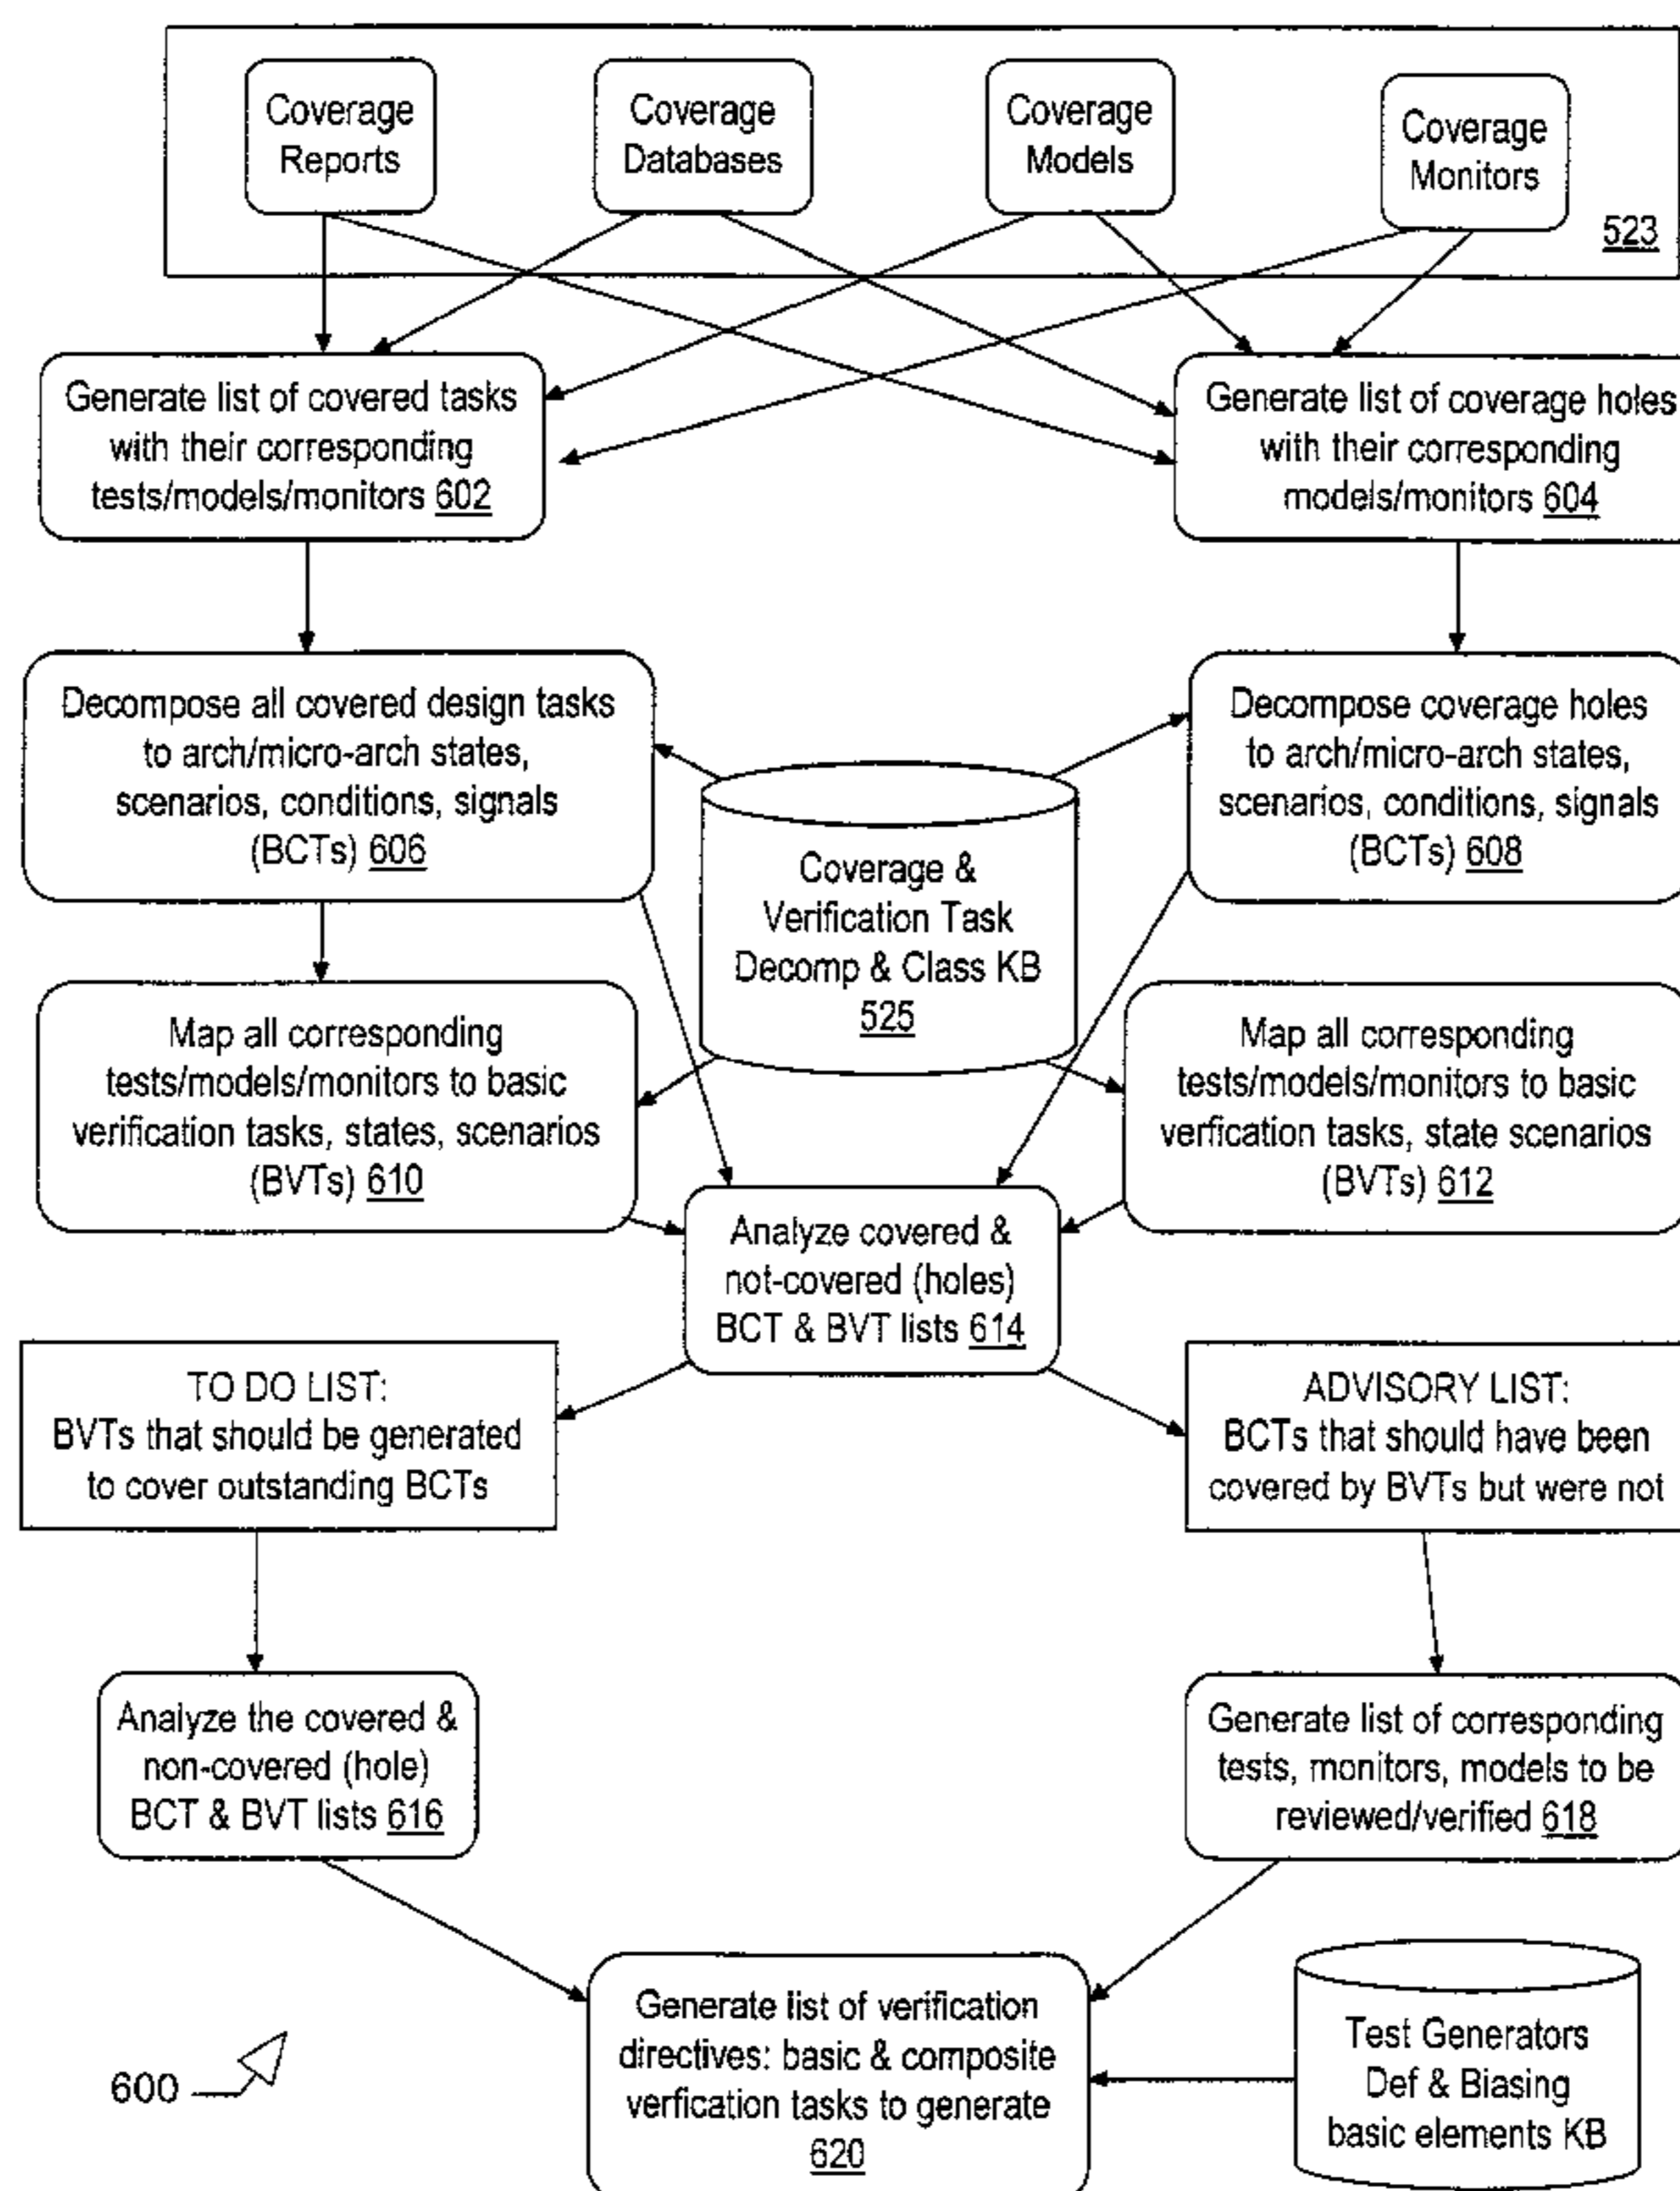 Coverage
Reports
Coverage
Databases
Coverage
Models
Coverage
Monitors
523
Generate list of covered tasks
with their corresponding
tests/models/monitors 602
Generate list of coverage holes
with their corresponding
models/monitors 604
Decompose all covered design tasks
to arch/micro-arch states,
scenarios, conditions, signals
(BCTs) 606
Decompose coverage holes
to arch/micro-arch states,
scenarios, conditions, signals
(BCTs) 608
Coverage &
Verification Task
Decomp & Class KB
525
Map all corresponding
tests/models/monitors to basic
verification tasks, states, scenarios
(BVTs) 610
Map all corresponding
tests/models/monitors to basic
verfication tasks, state scenarios
(BVTs) 612
Analyze covered &
not-covered (holes)
BCT & BVT lists 614
TO DO LIST:
BVTs that should be generated
to cover outstanding BCTs
ADVISORY LIST:
BCTs that should have been
covered by BVTs but were not
Analyze the covered &
non-covered (hole)
BCT & BVT lists 616
Generate list of corresponding
tests, monitors, models to be
reviewed/verified 618
Generate list of verification
directives: basic & composite
verfication tasks to generate
620
Test Generators
Def & Biasing
basic elements KB
600